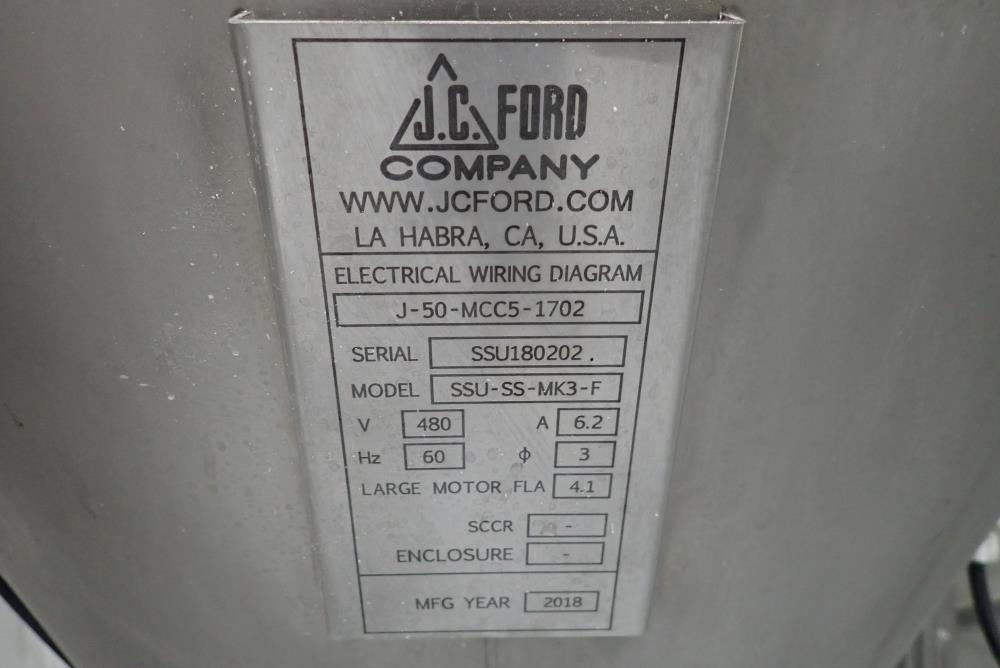 J.C. FORD
COMPANY
WWW.JCFORD.COM
LA HABRA, CA, U.S.A.
ELECTRICAL WIRING DIAGRAM
J-50-MCC5-1702
SERIAL SSU180202.
MODEL SSU-SS-MK3-F
V 480 A 6.2
Hz 60 ϕ 3
LARGE MOTOR FLA 4.1
SCCR -
ENCLOSURE -
MFG YEAR 2018